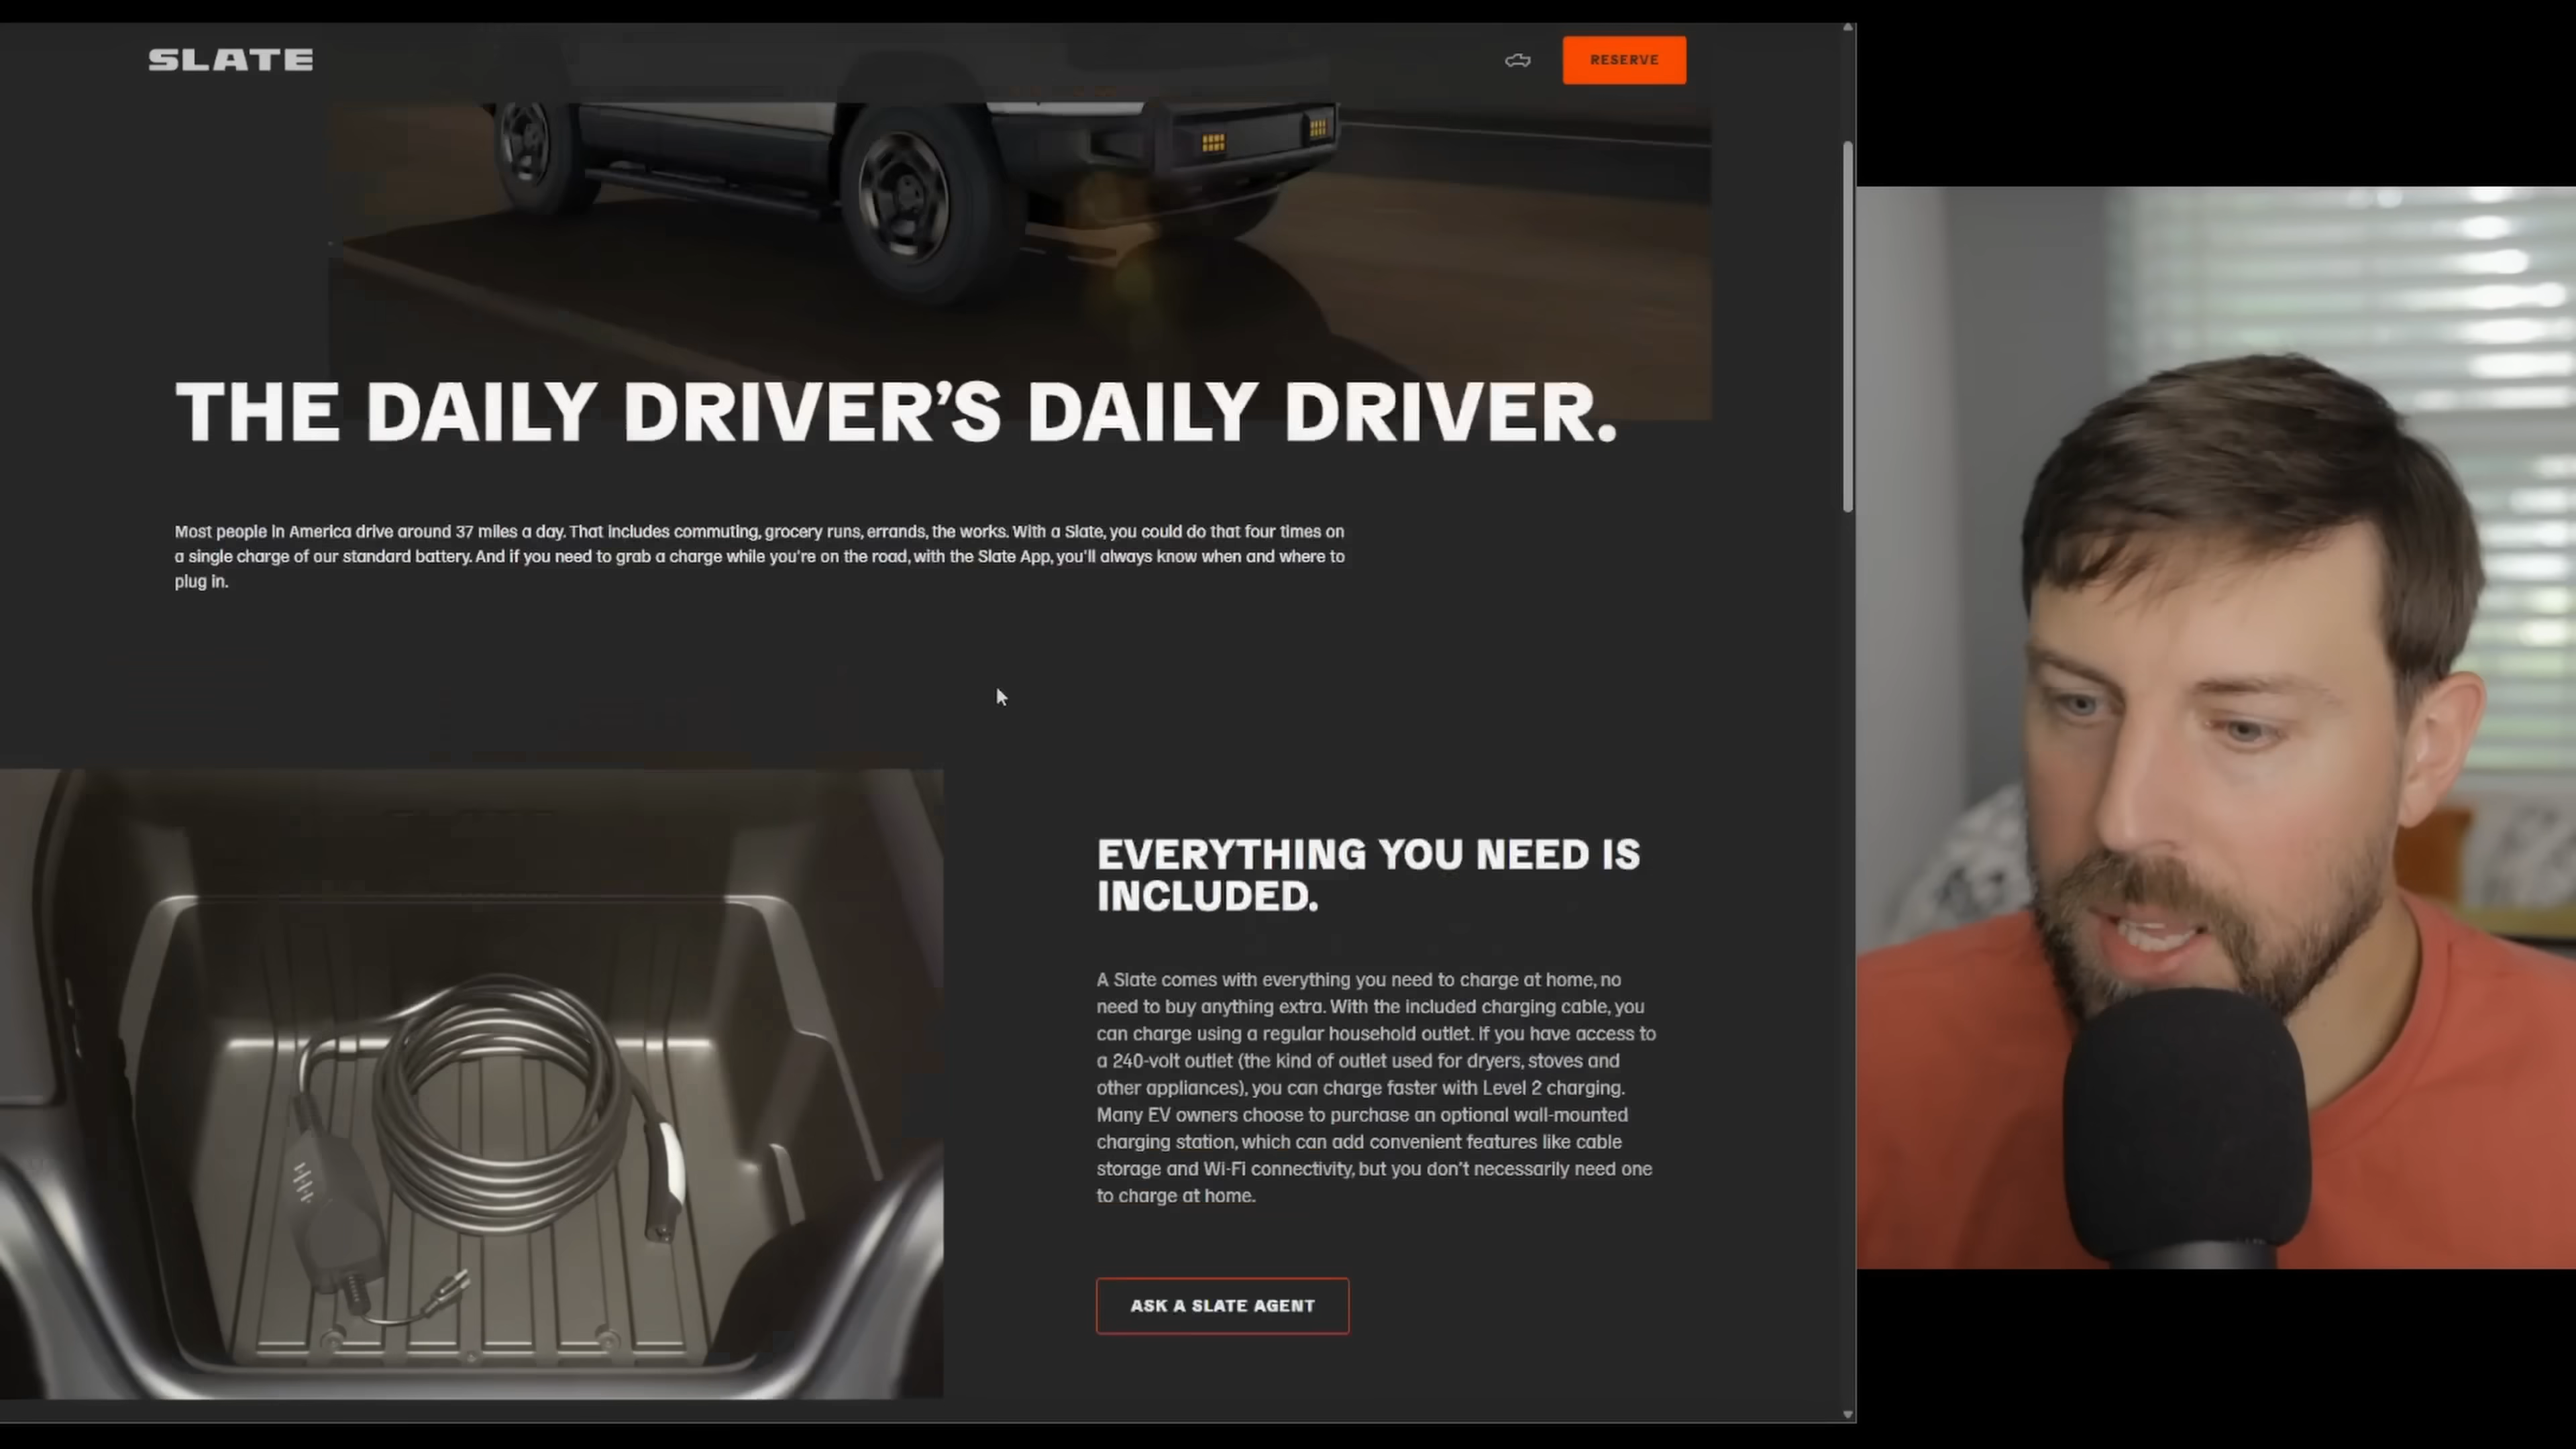 SLATE
RESERVE
THE DAILY DRIVER’S DAILY DRIVER.
Most people in America drive around 37 miles a day. That includes commuting, grocery runs, errands, the works. With a Slate, you could do that four times on
a single charge of our standard battery. And if you need to grab a charge while you’re on the road, with the Slate App, you’ll always know when and where to
plug in.
EVERYTHING YOU NEED IS
INCLUDED.
A Slate comes with everything you need to charge at home, no
need to buy anything extra. With the included charging cable, you
can charge using a regular household outlet. If you have access to
a 240-volt outlet (the kind of outlet used for dryers, stoves and
other appliances), you can charge faster with Level 2 charging.
Many EV owners choose to purchase an optional wall-mounted
charging station, which can add convenient features like cable
storage and Wi-Fi connectivity, but you don’t necessarily need one
to charge at home.
ASK A SLATE AGENT